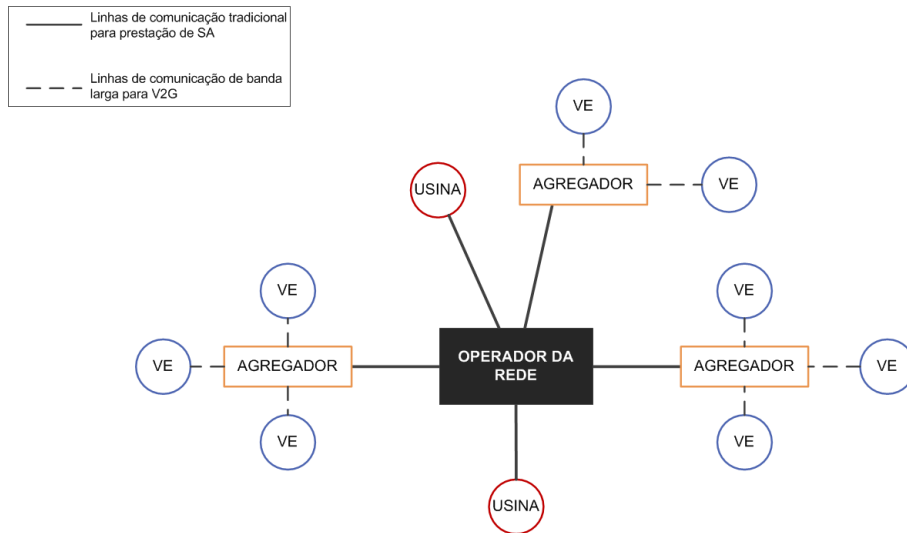 Linhas de comunicação tradicional
para prestação de SA
Linhas de comunicação de banda
larga para V2G
VE
AGREGADOR
VE
USINA
VE
VE
VE
AGREGADOR
OPERADOR DA
REDE
AGREGADOR
VE
VE
VE
USINA